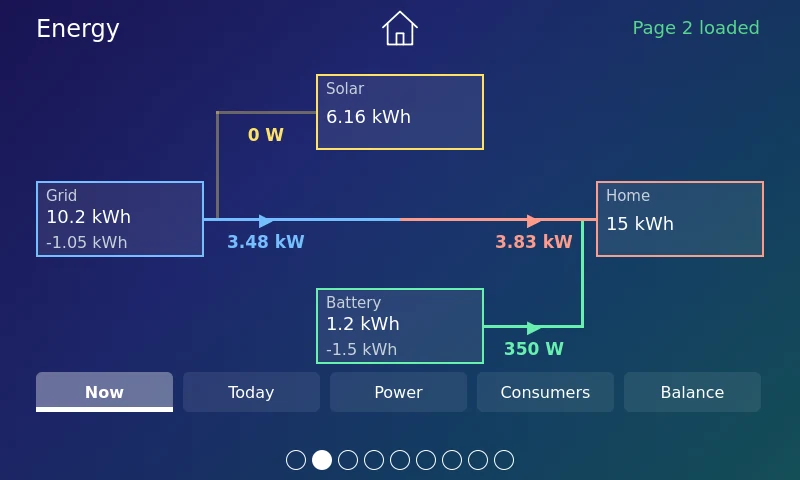 Energy
Page 2 loaded
Solar
6.16 kWh
0 W
Grid
10.2 kWh
-1.05 kWh
3.48 kW
3.83 kW
Home
15 kWh
Battery
1.2 kWh
-1.5 kWh
350 W
Now
Today
Power
Consumers
Balance